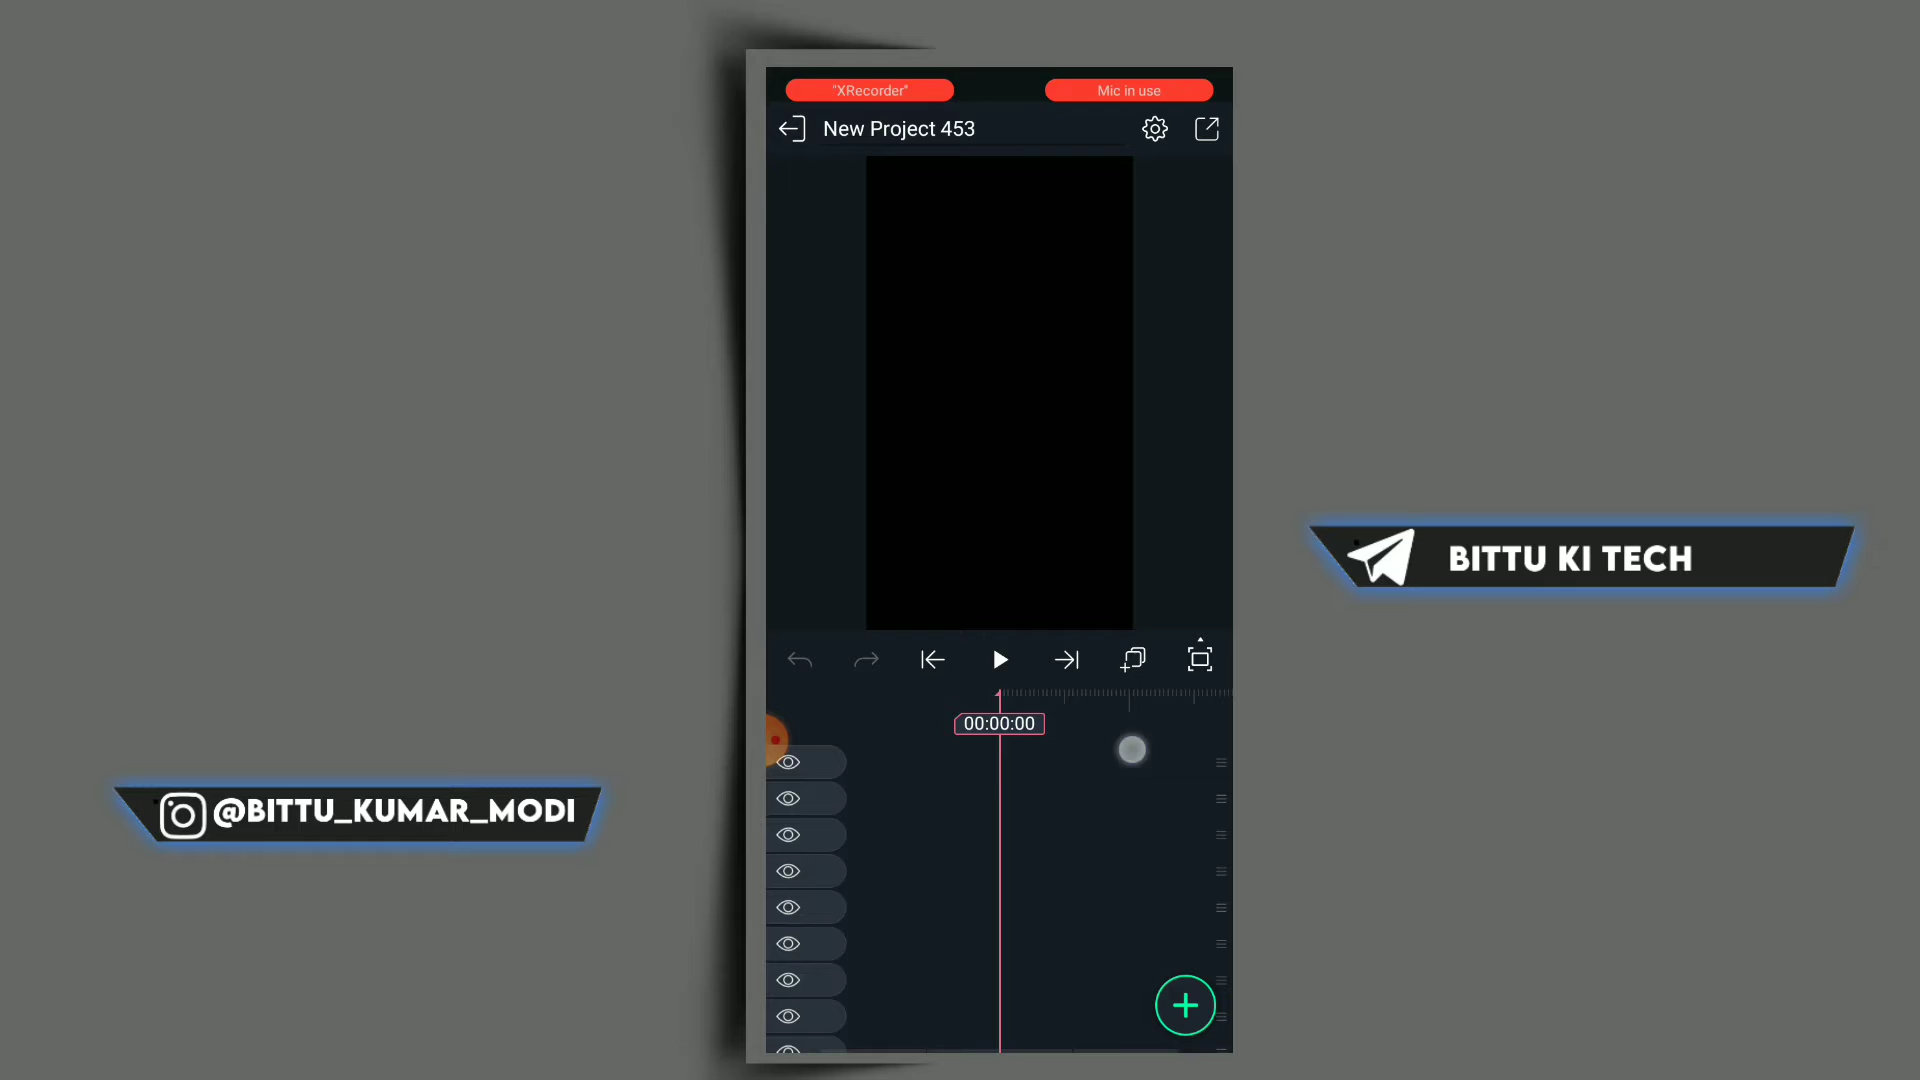 "XRecorder"
Mic in use
New Project 453
BITTU KI TECH
00:00:00
@BITTU_KUMAR_MODI